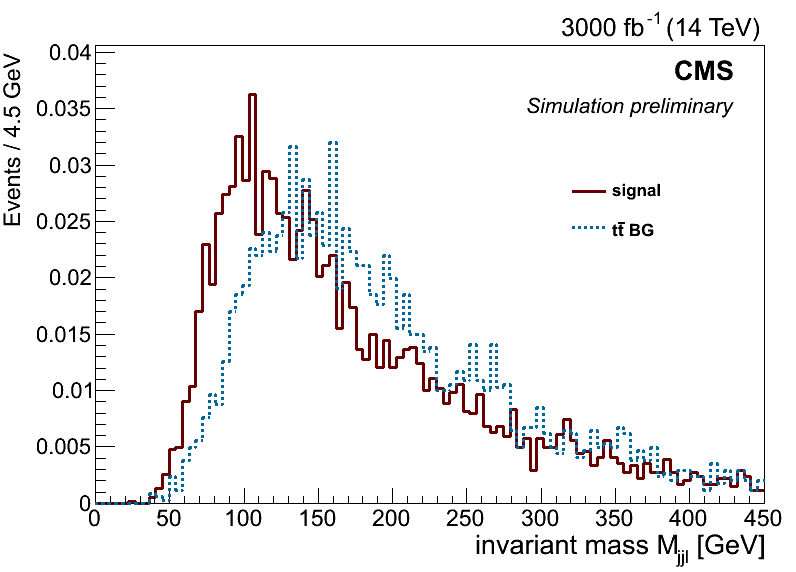 3000 fb⁻¹ (14 TeV)
CMS
Simulation preliminary
signal
tt̄ BG
Events / 4.5 GeV
0.04
0.035
0.03
0.025
0.02
0.015
0.01
0.005
0
0 50 100 150 200 250 300 350 400 450
invariant mass M_jjl [GeV]